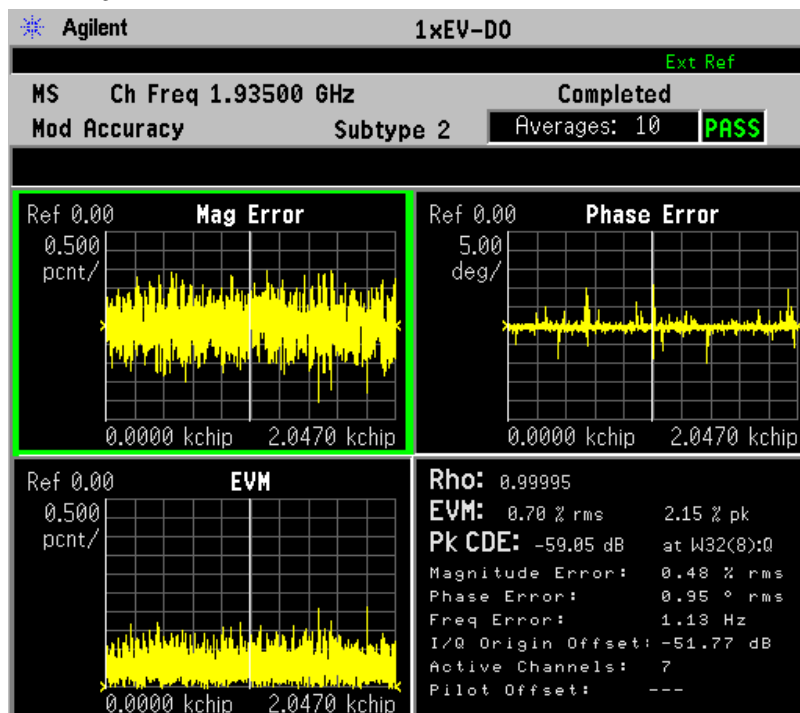 Agilent 1xEV-DO
Ext Ref
MS Ch Freq 1.93500 GHz Completed
Mod Accuracy Subtype 2 Averages: 10 PASS
Ref 0.00 Mag Error
0.500
pcnt/
0.0000 kchip 2.0470 kchip
Ref 0.00 Phase Error
5.00
deg/
0.0000 kchip 2.0470 kchip
Ref 0.00 EVM
0.500
pcnt/
0.0000 kchip 2.0470 kchip
Rho: 0.99995
EVM: 0.70 % rms 2.15 % pk
Pk CDE: -59.05 dB at W32(8):Q
Magnitude Error: 0.48 % rms
Phase Error: 0.95 ° rms
Freq Error: 1.13 Hz
I/Q Origin Offset: -51.77 dB
Active Channels: 7
Pilot Offset: ---